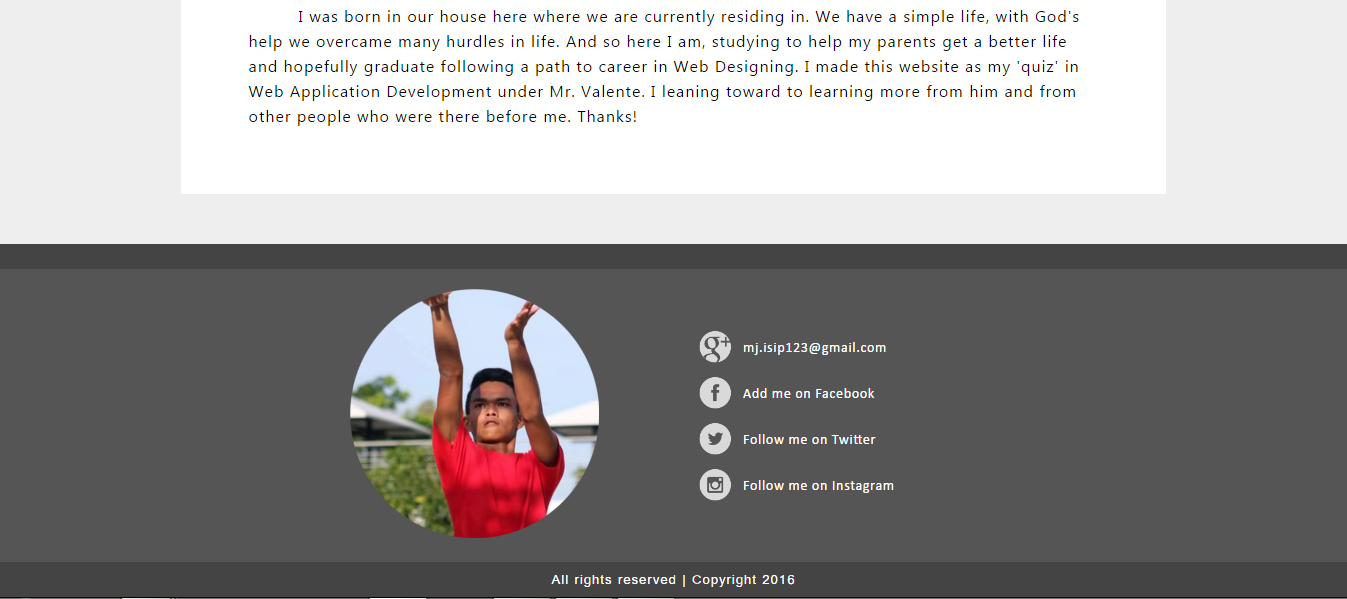 I was born in our house here where we are currently residing in. We have a simple life, with God's
help we overcame many hurdles in life. And so here I am, studying to help my parents get a better life
and hopefully graduate following a path to career in Web Designing. I made this website as my 'quiz' in
Web Application Development under Mr. Valente. I leaning toward to learning more from him and from
other people who were there before me. Thanks!
mj.isip123@gmail.com
Add me on Facebook
Follow me on Twitter
Follow me on Instagram
All rights reserved | Copyright 2016